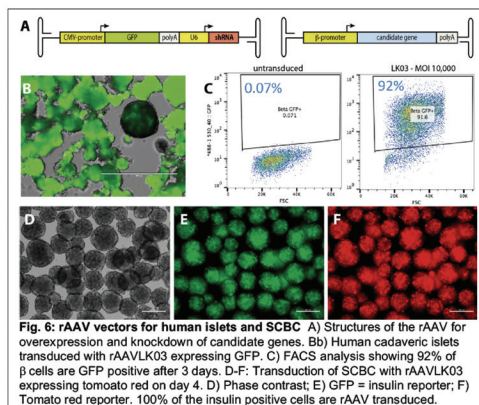 A
CMV-promoter GFP polyA U6 shRNA
β-promoter candidate gene polyA
B
C
untransduced
LK03 - MOI 10,000
0.07%
Beta GFP+
0.071
92%
Beta GFP+
91.6
FSC
FSC
D
E
F
Fig. 6: rAAV vectors for human islets and SCBC A) Structures of the rAAV for
overexpression and knockdown of candidate genes. Bb) Human cadaveric islets
transduced with rAAVLK03 expressing GFP. C) FACS analysis showing 92% of
β cells are GFP positive after 3 days. D-F: Transduction of SCBC with rAAVLK03
expressing tomoato red on day 4. D) Phase contrast; E) GFP = insulin reporter; F)
Tomato red reporter. 100% of the insulin positive cells are rAAV transduced.